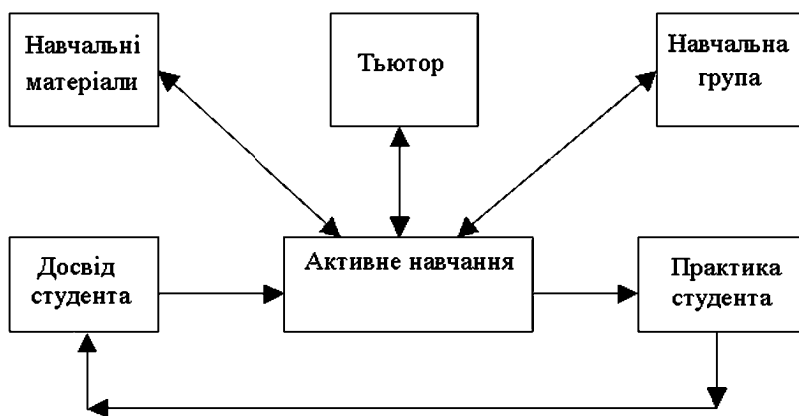 Навчальні
матеріали
Тьютор
Навчальна
група
Досвід
студента
Активне навчання
Практика
студента